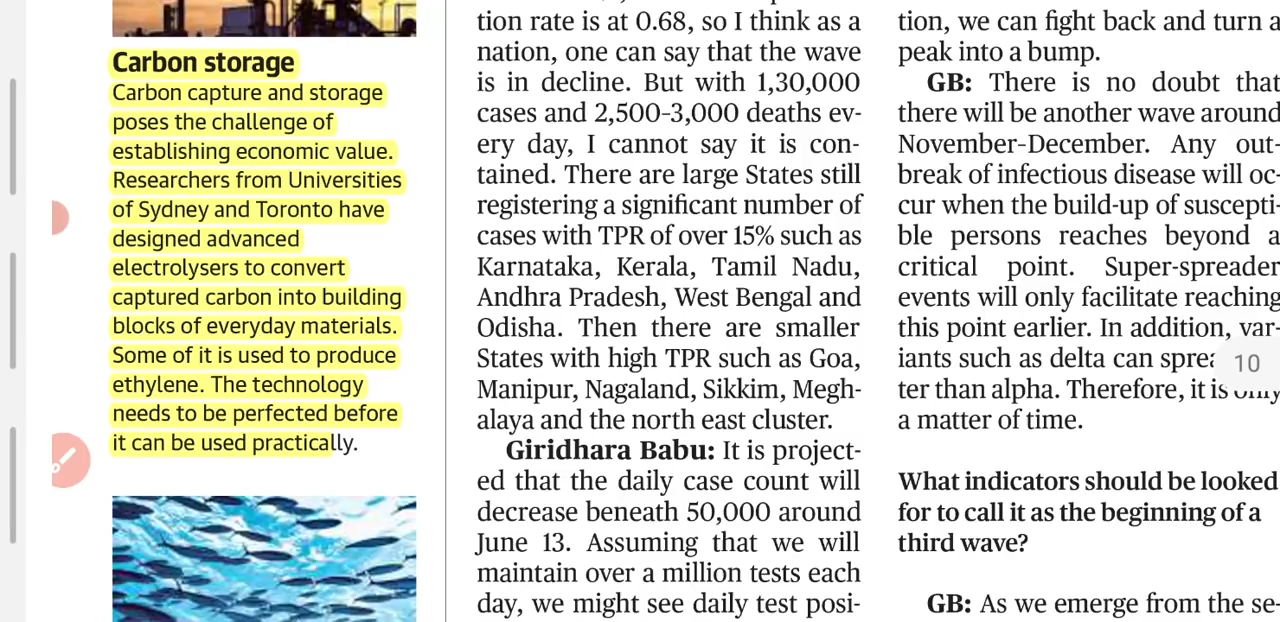 Carbon storage
Carbon capture and storage
poses the challenge of
establishing economic value.
Researchers from Universities
of Sydney and Toronto have
designed advanced
electrolysers to convert
captured carbon into building
blocks of everyday materials.
Some of it is used to produce
ethylene. The technology
needs to be perfected before
it can be used practically.
tion rate is at 0.68, so I think as a
nation, one can say that the wave
is in decline. But with 1,30,000
cases and 2,500-3,000 deaths ev-
ery day, I cannot say it is con-
tained. There are large States still
registering a significant number of
cases with TPR of over 15% such as
Karnataka, Kerala, Tamil Nadu,
Andhra Pradesh, West Bengal and
Odisha. Then there are smaller
States with high TPR such as Goa,
Manipur, Nagaland, Sikkim, Megh-
alaya and the north east cluster.
Giridhara Babu: It is project-
ed that the daily case count will
decrease beneath 50,000 around
June 13. Assuming that we will
maintain over a million tests each
day, we might see daily test posi-
tion, we can fight back and turn a
peak into a bump.
GB: There is no doubt that
there will be another wave around
November-December. Any out-
break of infectious disease will oc-
cur when the build-up of suscepti-
ble persons reaches beyond a
critical point. Super-spreader
events will only facilitate reaching
this point earlier. In addition, var-
iants such as delta can
ter than alpha. Therefore, it is only
a matter of time.
What indicators should be looked
for to call it as the beginning of a
third wave?
GB: As we emerge from the se-
10